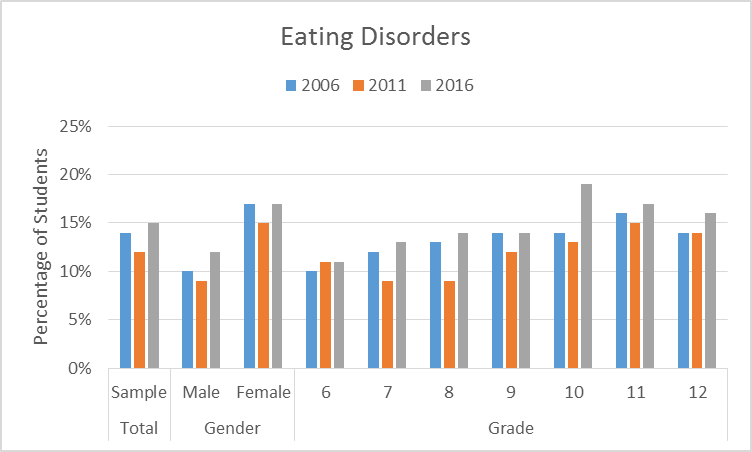 Eating Disorders
2006 2011 2016
Percentage of Students
25%
20%
15%
10%
5%
0%
Sample Male Female 6 7 8 9 10 11 12
Total Gender Grade